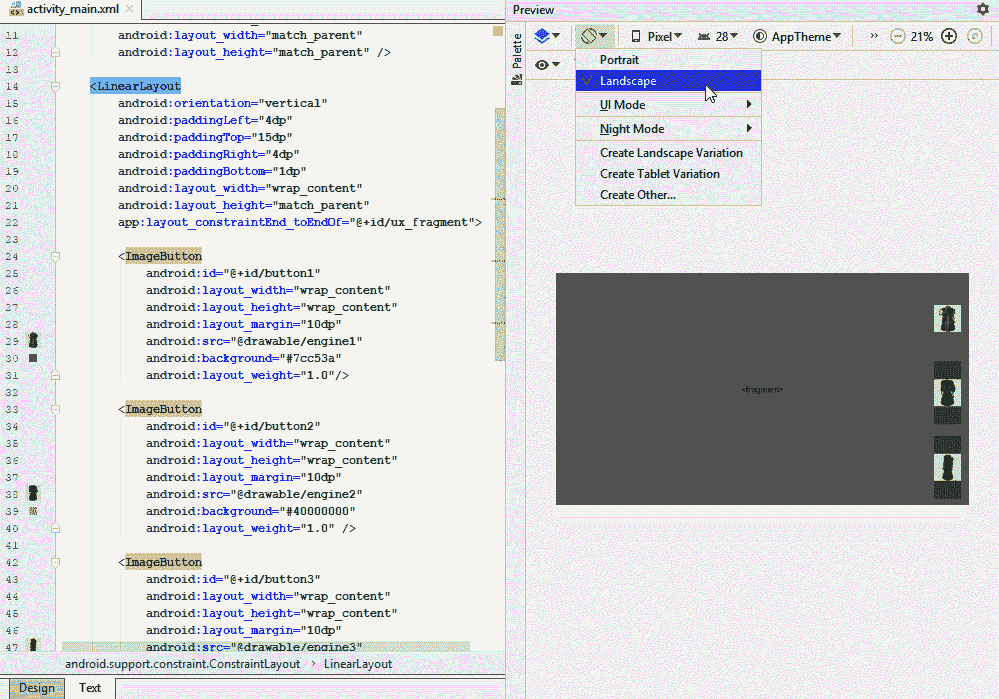 activity_main.xml
11 android:layout_width="match_parent"
12 android:layout_height="match_parent" />
13
14 <LinearLayout
15 android:orientation="vertical"
16 android:paddingLeft="4dp"
17 android:paddingTop="15dp"
18 android:paddingRight="4dp"
19 android:paddingBottom="1dp"
20 android:layout_width="wrap_content"
21 android:layout_height="match_parent"
22 app:layout_constraintEnd_toEndOf="@+id/ux_fragment">
23
24 <ImageButton
25 android:id="@+id/button1"
26 android:layout_width="wrap_content"
27 android:layout_height="wrap_content"
28 android:layout_margin="10dp"
29 android:src="@drawable/engine1"
30 android:background="#7cc53a"
31 android:layout_weight="1.0"/>
32
33 <ImageButton
34 android:id="@+id/button2"
35 android:layout_width="wrap_content"
36 android:layout_height="wrap_content"
37 android:layout_margin="10dp"
38 android:src="@drawable/engine2"
39 android:background="#40000000"
40 android:layout_weight="1.0" />
41
42 <ImageButton
43 android:id="@+id/button3"
44 android:layout_width="wrap_content"
45 android:layout_height="wrap_content"
46 android:layout_margin="10dp"
47 android:src="@drawable/engine3"
android.support.constraint.ConstraintLayout › LinearLayout
Design Text
Preview
Palette
Pixel 28 AppTheme » 21%
Portrait
Landscape
UI Mode
Night Mode
Create Landscape Variation
Create Tablet Variation
Create Other...
<fragment>